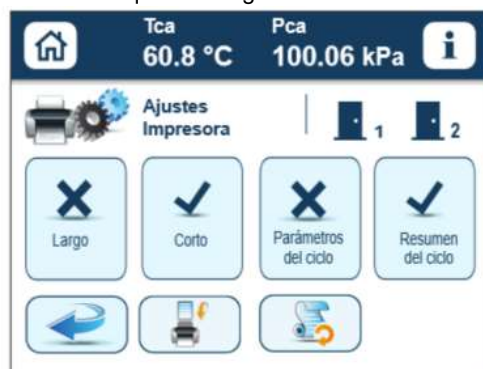 Tca
Pca
60.8 °C
100.06 kPa
i
Ajustes
Impresora
1
2
Largo
Corto
Parámetros
del ciclo
Resumen
del ciclo